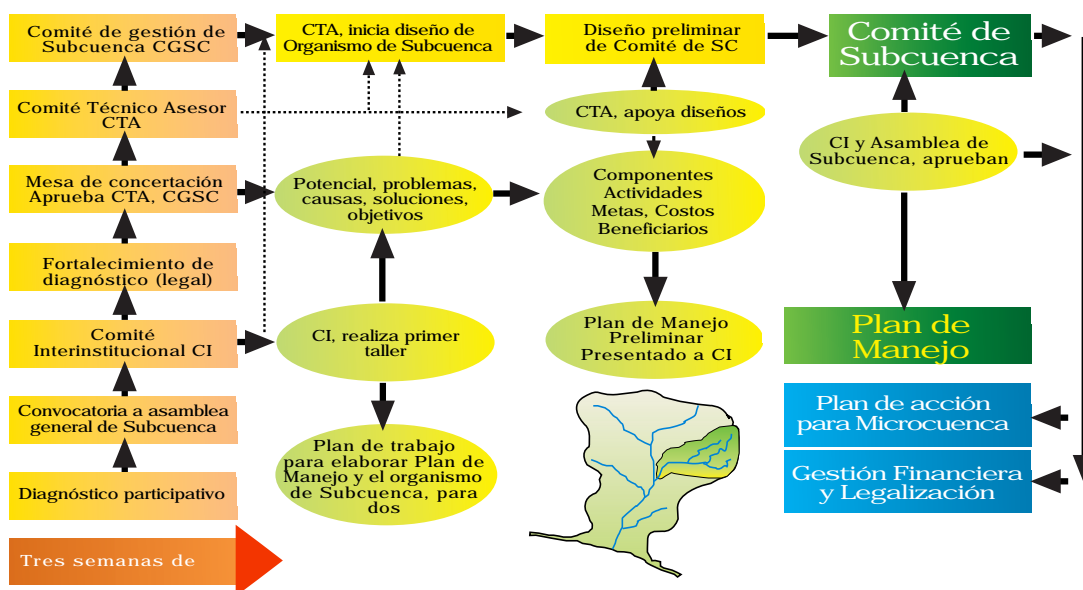 Comité de gestión de
Subcuenca CGSC
Comité Técnico Asesor
CTA
Mesa de concertación
Aprueba CTA, CGSC
Fortalecimiento de
diagnóstico (legal)
Comité
Interinstitucional CI
Convocatoria a asamblea
general de Subcuenca
Diagnóstico participativo
Tres semanas de
CTA, inicia diseño de
Organismo de Subcuenca
Potencial, problemas,
causas, soluciones,
objetivos
CI, realiza primer
taller
Plan de trabajo
para elaborar Plan de
Manejo y el organismo
de Subcuenca, para
dos
Diseño preliminar
de Comité de SC
CTA, apoya diseños
Componentes
Actividades
Metas, Costos
Beneficiarios
Plan de Manejo
Preliminar
Presentado a CI
Comité de
Subcuenca
CI y Asamblea de
Subcuenca, aprueban
Plan de
Manejo
Plan de acción
para Microcuenca
Gestión Financiera
y Legalización